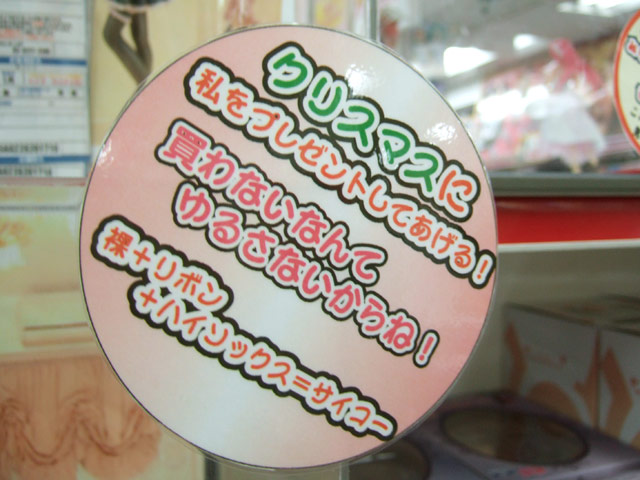 クリスマスに
私をプレゼントしてあげる！
買わないなんて
ゆるさないからね！
裸＋リボン
＋ハイソックス＝サイコー